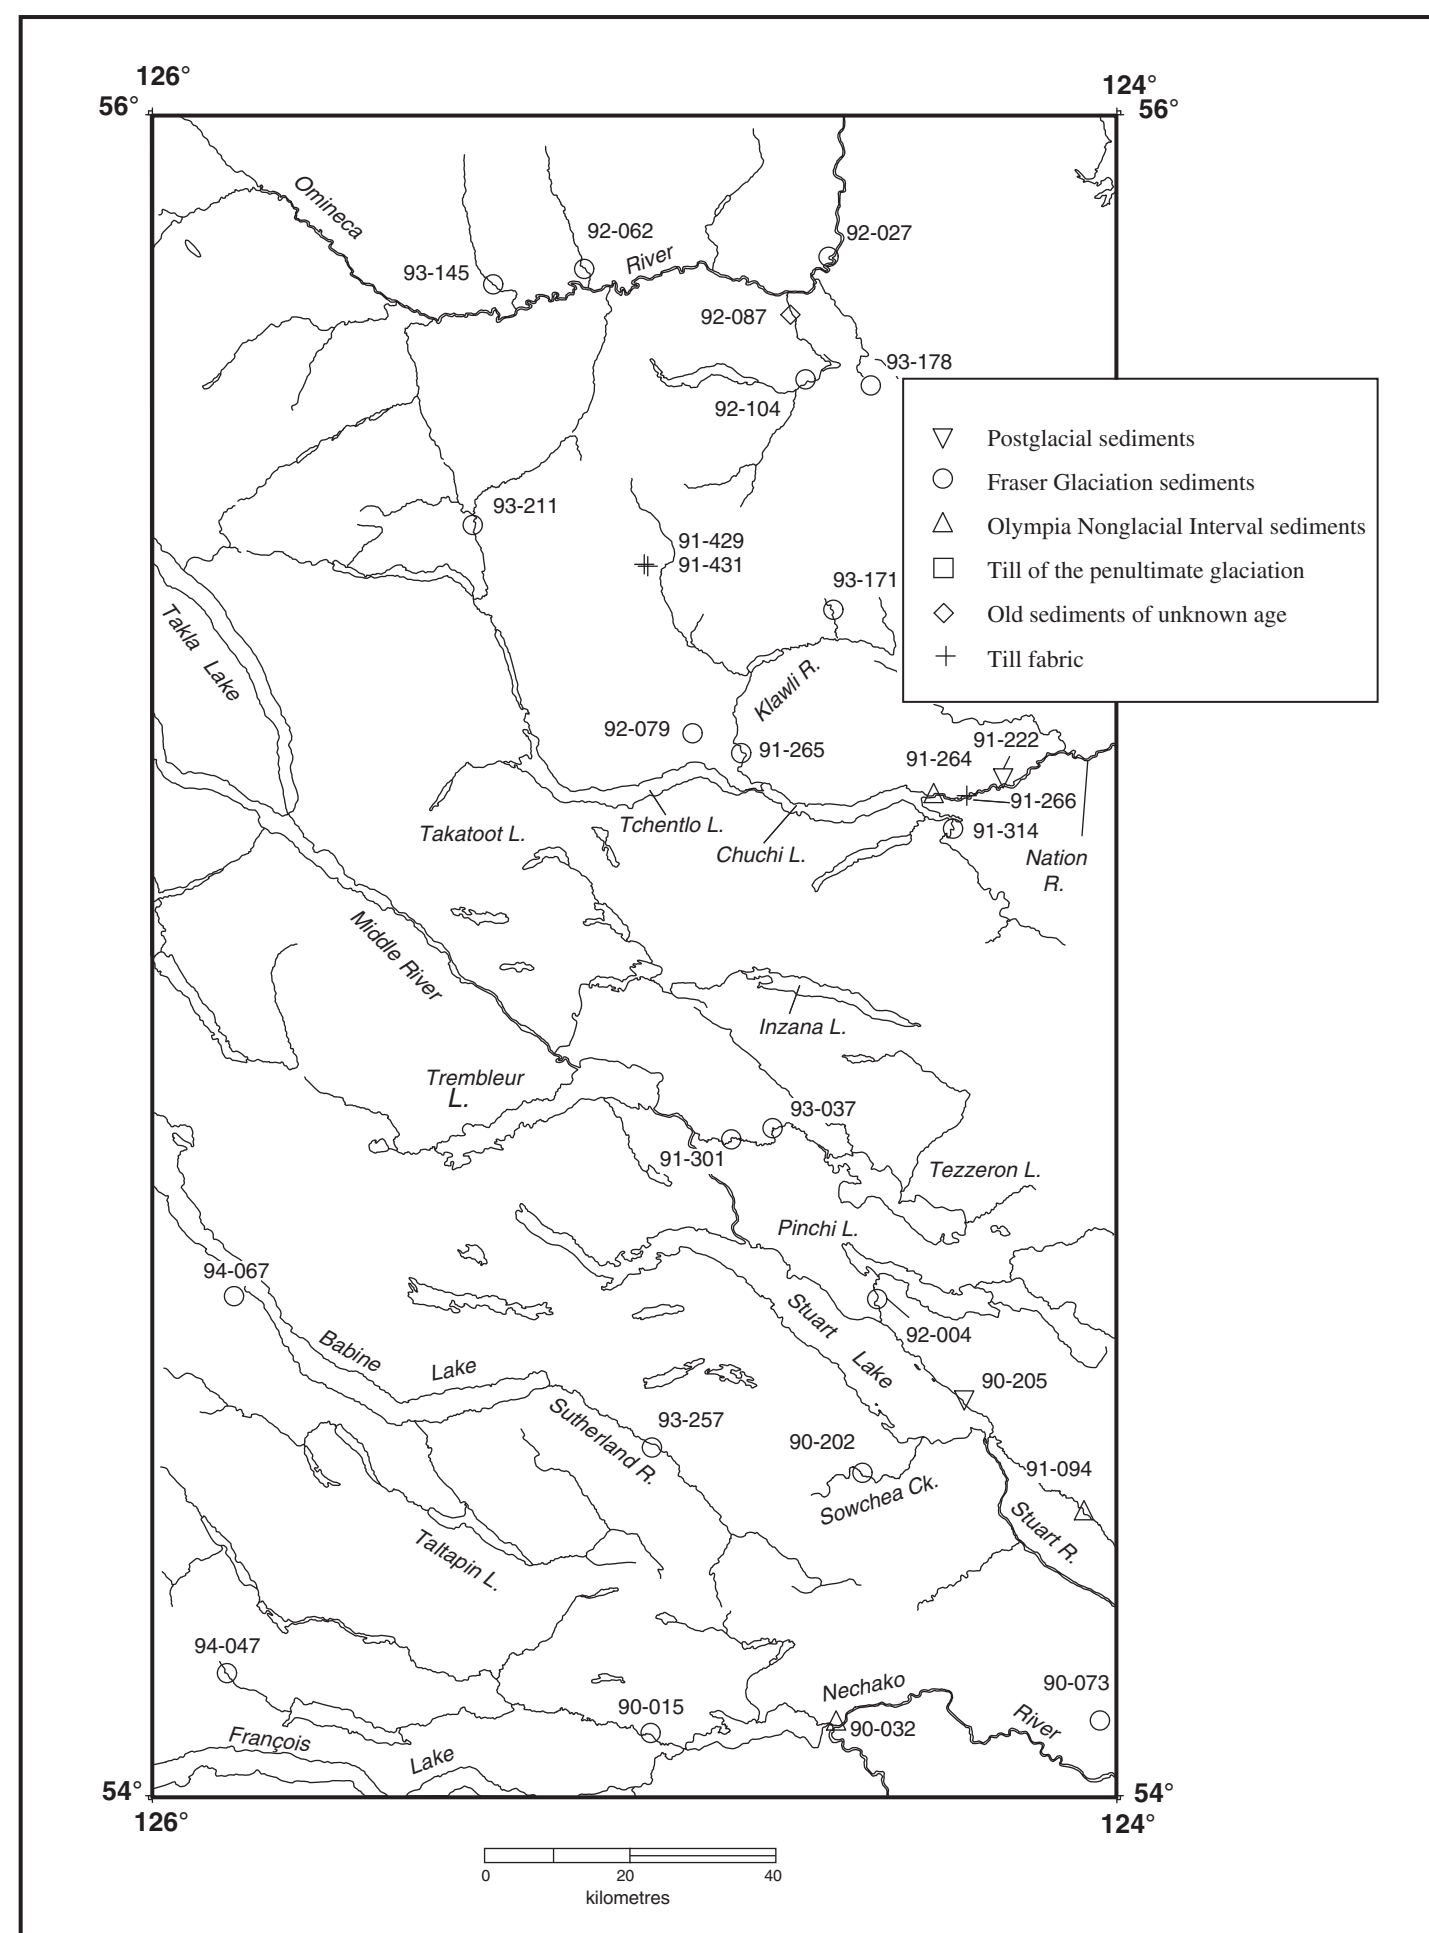 126°
124°
56°
56°
Omineca
92-062
River
92-027
93-145
92-087
93-178
92-104
Postglacial sediments
Fraser Glaciation sediments
Olympia Nonglacial Interval sediments
Till of the penultimate glaciation
Old sediments of unknown age
Till fabric
93-211
91-429
91-431
93-171
Takla Lake
Klawli R.
92-079
91-265
91-264
91-222
91-266
91-314
Nation
R.
Takatoot L.
Tchentlo L.
Chuchi L.
Middle River
Inzana L.
Trembleur
L.
93-037
91-301
Tezzeron L.
Pinchi L.
94-067
Stuart
Lake
92-004
Babine
Lake
90-205
Sutherland R.
93-257
90-202
Sowchea Ck.
91-094
Stuart R.
Taltapin L.
94-047
Nechako
River
90-073
90-015
90-032
François
Lake
54°
54°
126°
124°
0 20 40
kilometres